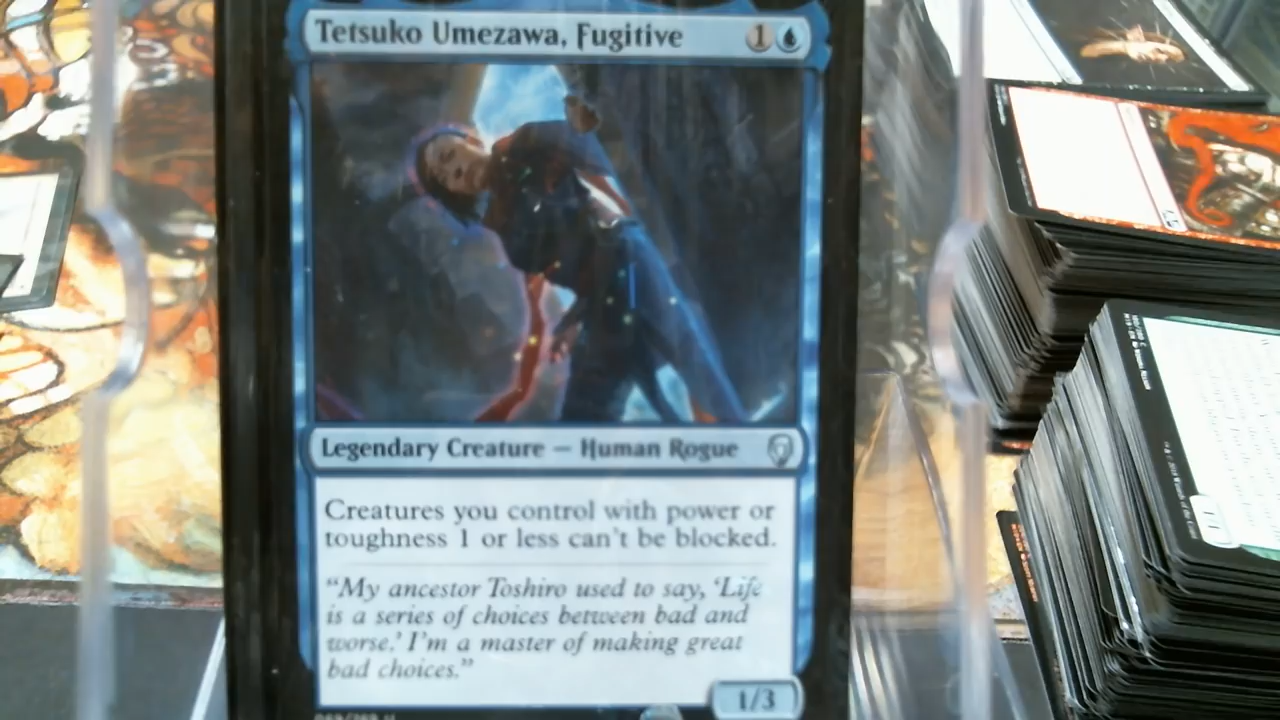 Tetsuko Umezawa, Fugitive 1
Legendary Creature — Human Rogue
Creatures you control with power or
toughness 1 or less can't be blocked.
"My ancestor Toshiro used to say, 'Life
is a series of choices between bad and
worse.' I'm a master of making great
bad choices."
1/3